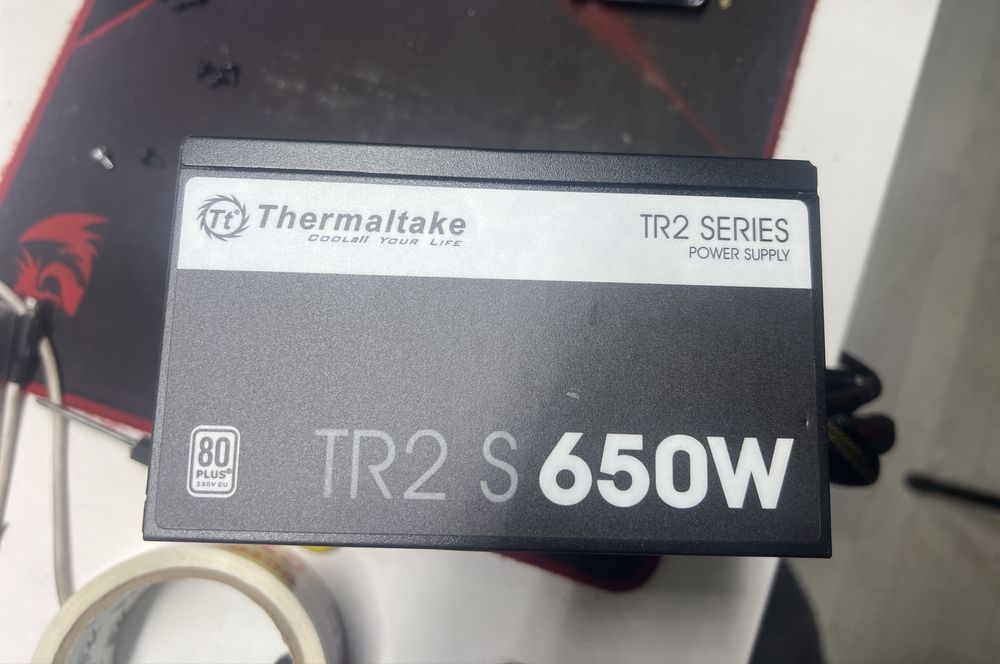 Tt Thermaltake
COOLall YOUR LIFE
TR2 SERIES
POWER SUPPLY
80
PLUS®
230V EU
TR2 S 650W